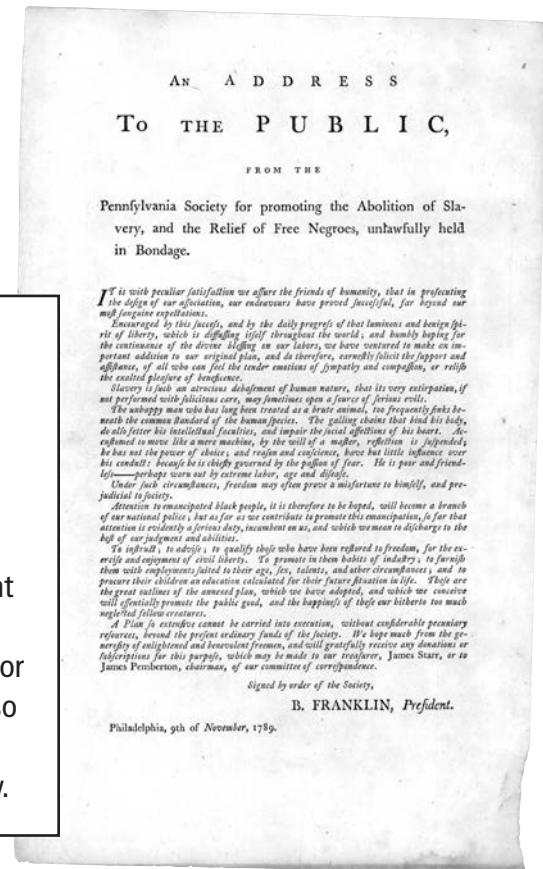 AN ADDRESS
TO THE PUBLIC,
FROM THE
Pennſylvania Society for promoting the Abolition of Sla-
very, and the Relief of Free Negroes, unlawfully held
in Bondage.
IT is with peculiar ſatisfaction we aſſure the friends of humanity, that in proſecuting
the deſign of our aſſociation, our endeavours have proved ſucceſsful, far beyond our
moſt ſanguine expectations.
Encouraged by this ſucceſs, and by the daily progreſs of that luminous and benign ſpi-
rit of liberty, which is diffuſing itſelf throughout the world; and humbly hoping for
the continuance of the divine bleſſing on our labors, we have ventured to make an im-
portant addition to our original plan, and do therefore, earneſtly ſolicit the ſupport and
aſſiſtance, of all who can feel the tender emotions of ſympathy and compaſſion, or reliſh
the exalted pleaſure of beneficence.
Slavery is ſuch an atrocious debaſement of human nature, that its very extirpation, if
not performed with ſolicitous care, may ſometimes open a ſource of ſerious evils.
The unhappy man who has long been treated as a brute animal, too frequently ſinks be-
neath the common ſtandard of the human ſpecies. The galling chains that bind his body,
do alſo fetter his intellectual faculties, and impair the ſocial affections of his heart. Ac-
cuſtomed to move like a mere machine, by the will of a maſter, reflection is ſuſpended;
he has not the power of choice; and reaſon and conſcience, have but little influence over
his conduct: becauſe he is chiefly governed by the paſſion of fear. He is poor and friend-
leſs——perhaps worn out by extreme labor, age and diſeaſe.
Under ſuch circumſtances, freedom may often prove a misfortune to himſelf, and pre-
judicial to ſociety.
Attention to emancipated black people, it is therefore to be hoped, will become a branch
of our national police; but as far as we contribute to promote this emancipation, ſo far that
attention is evidently a ſerious duty, incumbent on us, and which we mean to diſcharge to the
beſt of our judgment and abilities.
To inſtruct; to adviſe; to qualify thoſe who have been reſtored to freedom, for the ex-
erciſe and enjoyment of civil liberty. To promote in them habits of induſtry; to furniſh
them with employments ſuited to their age, ſex, talents, and other circumſtances; and to
procure their children an education calculated for their future ſituation in life. Theſe are
the great outlines of the annexed plan, which we have adopted, and which we conceive
will eſſentially promote the public good, and the happineſs of theſe our hitherto too much
neglected fellow creatures.
A Plan ſo extenſive cannot be carried into execution, without conſiderable pecuniary
reſources, beyond the preſent ordinary funds of the ſociety. We hope much from the ge-
neroſity of enlightened and benevolent freemen, and will gratefully receive any donations or
ſubſcriptions for this purpoſe, which may be made to our treaſurer, James Starr, or to
James Pemberton, chairman, of our committee of correſpondence.
Signed by order of the Society,
B. FRANKLIN, Preſident.
Philadelphia, 9th of November, 1789.